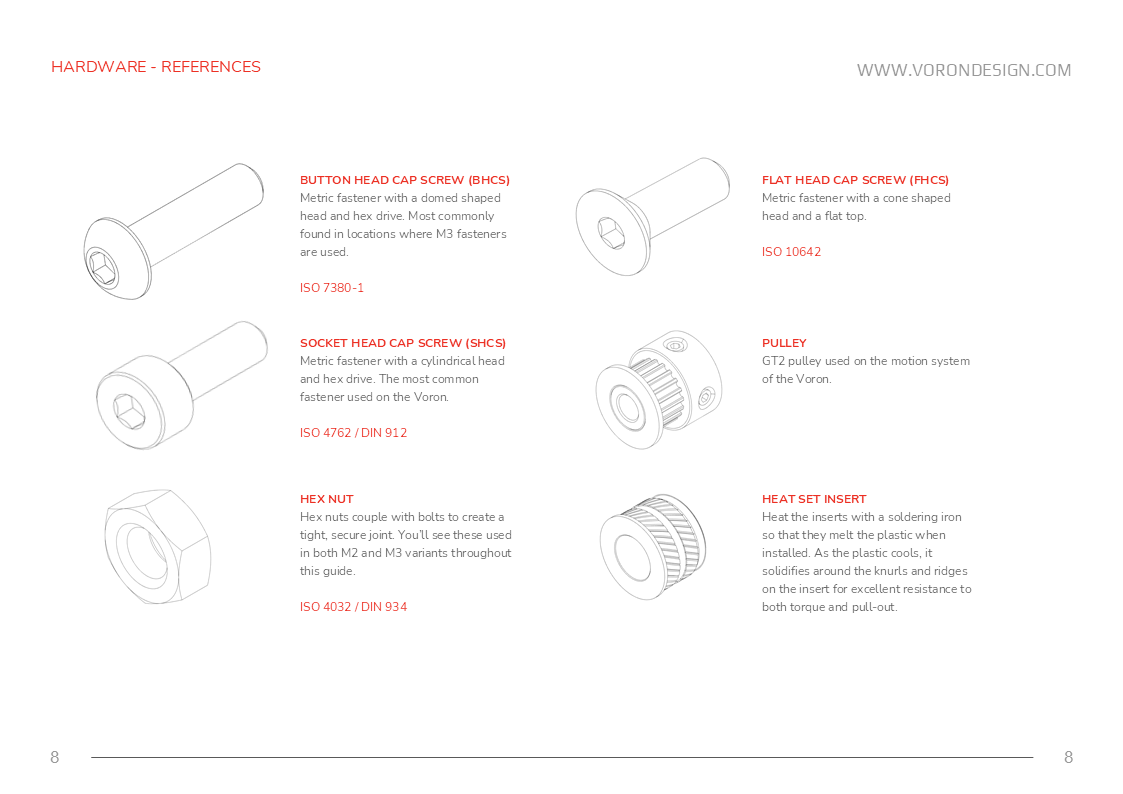 HARDWARE - REFERENCES
WWW.VORONDESIGN.COM
BUTTON HEAD CAP SCREW (BHCS)
Metric fastener with a domed shaped
head and hex drive. Most commonly
found in locations where M3 fasteners
are used.
ISO 7380-1
SOCKET HEAD CAP SCREW (SHCS)
Metric fastener with a cylindrical head
and hex drive. The most common
fastener used on the Voron.
ISO 4762 / DIN 912
HEX NUT
Hex nuts couple with bolts to create a
tight, secure joint. You'll see these used
in both M2 and M3 variants throughout
this guide.
ISO 4032 / DIN 934
FLAT HEAD CAP SCREW (FHCS)
Metric fastener with a cone shaped
head and a flat top.
ISO 10642
PULLEY
GT2 pulley used on the motion system
of the Voron.
HEAT SET INSERT
Heat the inserts with a soldering iron
so that they melt the plastic when
installed. As the plastic cools, it
solidifies around the knurls and ridges
on the insert for excellent resistance to
both torque and pull-out.
8
8